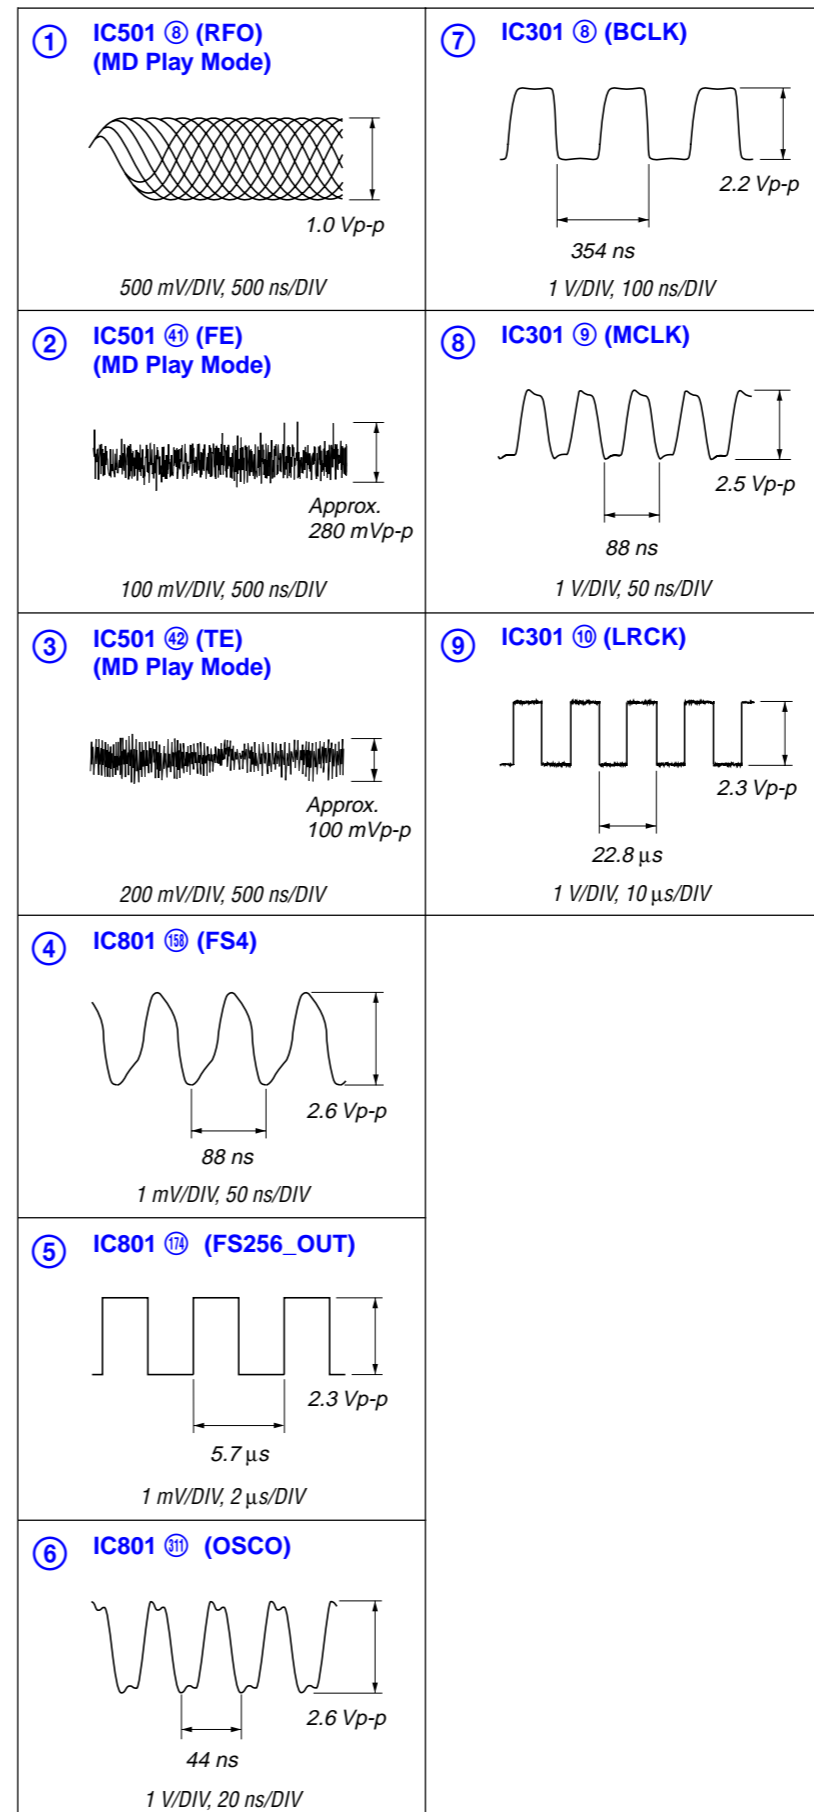 ① IC501 ⑧ (RFO)
(MD Play Mode)
1.0 Vp-p
500 mV/DIV, 500 ns/DIV
② IC501 ㊶ (FE)
(MD Play Mode)
Approx.
280 mVp-p
100 mV/DIV, 500 ns/DIV
③ IC501 ㊷ (TE)
(MD Play Mode)
Approx.
100 mVp-p
200 mV/DIV, 500 ns/DIV
④ IC801 (158) (FS4)
2.6 Vp-p
88 ns
1 mV/DIV, 50 ns/DIV
⑤ IC801 (174) (FS256_OUT)
2.3 Vp-p
5.7 µs
1 mV/DIV, 2 µs/DIV
⑥ IC801 (311) (OSCO)
2.6 Vp-p
44 ns
1 V/DIV, 20 ns/DIV
⑦ IC301 ⑧ (BCLK)
2.2 Vp-p
354 ns
1 V/DIV, 100 ns/DIV
⑧ IC301 ⑨ (MCLK)
2.5 Vp-p
88 ns
1 V/DIV, 50 ns/DIV
⑨ IC301 ⑩ (LRCK)
2.3 Vp-p
22.8 µs
1 V/DIV, 10 µs/DIV